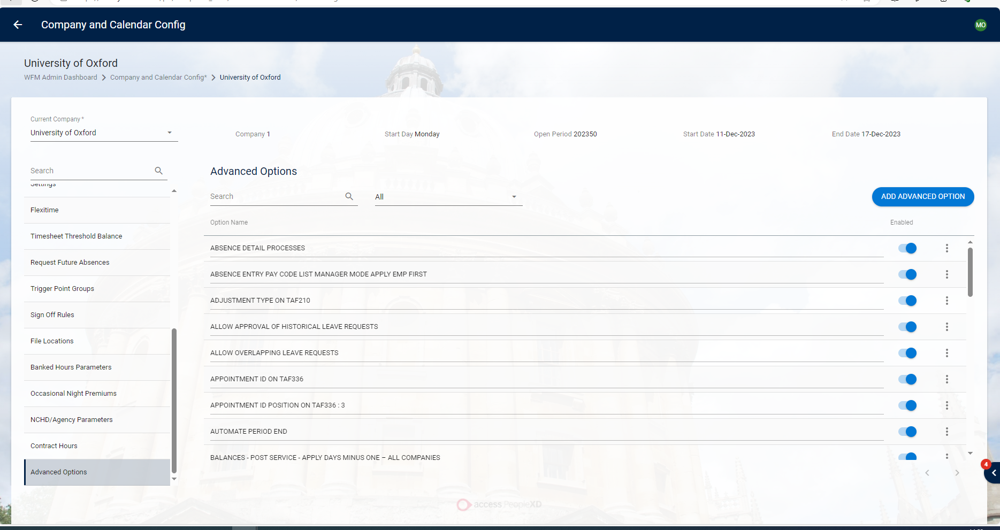 Company and Calendar Config
MO
University of Oxford
WFM Admin Dashboard > Company and Calendar Config* > University of Oxford
Current Company *
University of Oxford
Company 1
Start Day Monday
Open Period 202350
Start Date 11-Dec-2023
End Date 17-Dec-2023
Search
Settings
Flexitime
Timesheet Threshold Balance
Request Future Absences
Trigger Point Groups
Sign Off Rules
File Locations
Banked Hours Parameters
Occasional Night Premiums
NCHD/Agency Parameters
Contract Hours
Advanced Options
Advanced Options
Search
All
ADD ADVANCED OPTION
Option Name
Enabled
ABSENCE DETAIL PROCESSES
ABSENCE ENTRY PAY CODE LIST MANAGER MODE APPLY EMP FIRST
ADJUSTMENT TYPE ON TAF210
ALLOW APPROVAL OF HISTORICAL LEAVE REQUESTS
ALLOW OVERLAPPING LEAVE REQUESTS
APPOINTMENT ID ON TAF336
APPOINTMENT ID POSITION ON TAF336 : 3
AUTOMATE PERIOD END
BALANCES - POST SERVICE - APPLY DAYS MINUS ONE – ALL COMPANIES
4
access PeopleXD